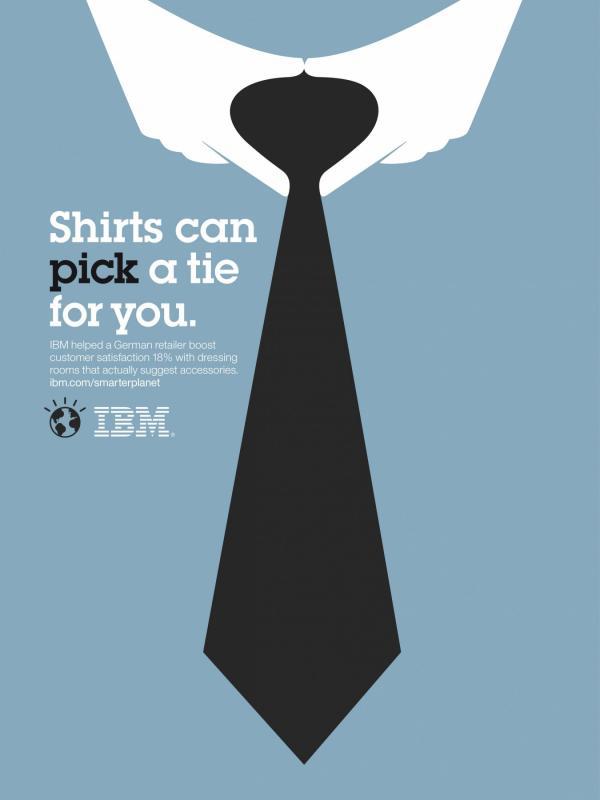 Shirts can
pick a tie
for you.
IBM helped a German retailer boost
customer satisfaction 18% with dressing
rooms that actually suggest accessories.
ibm.com/smarterplanet
IBM®